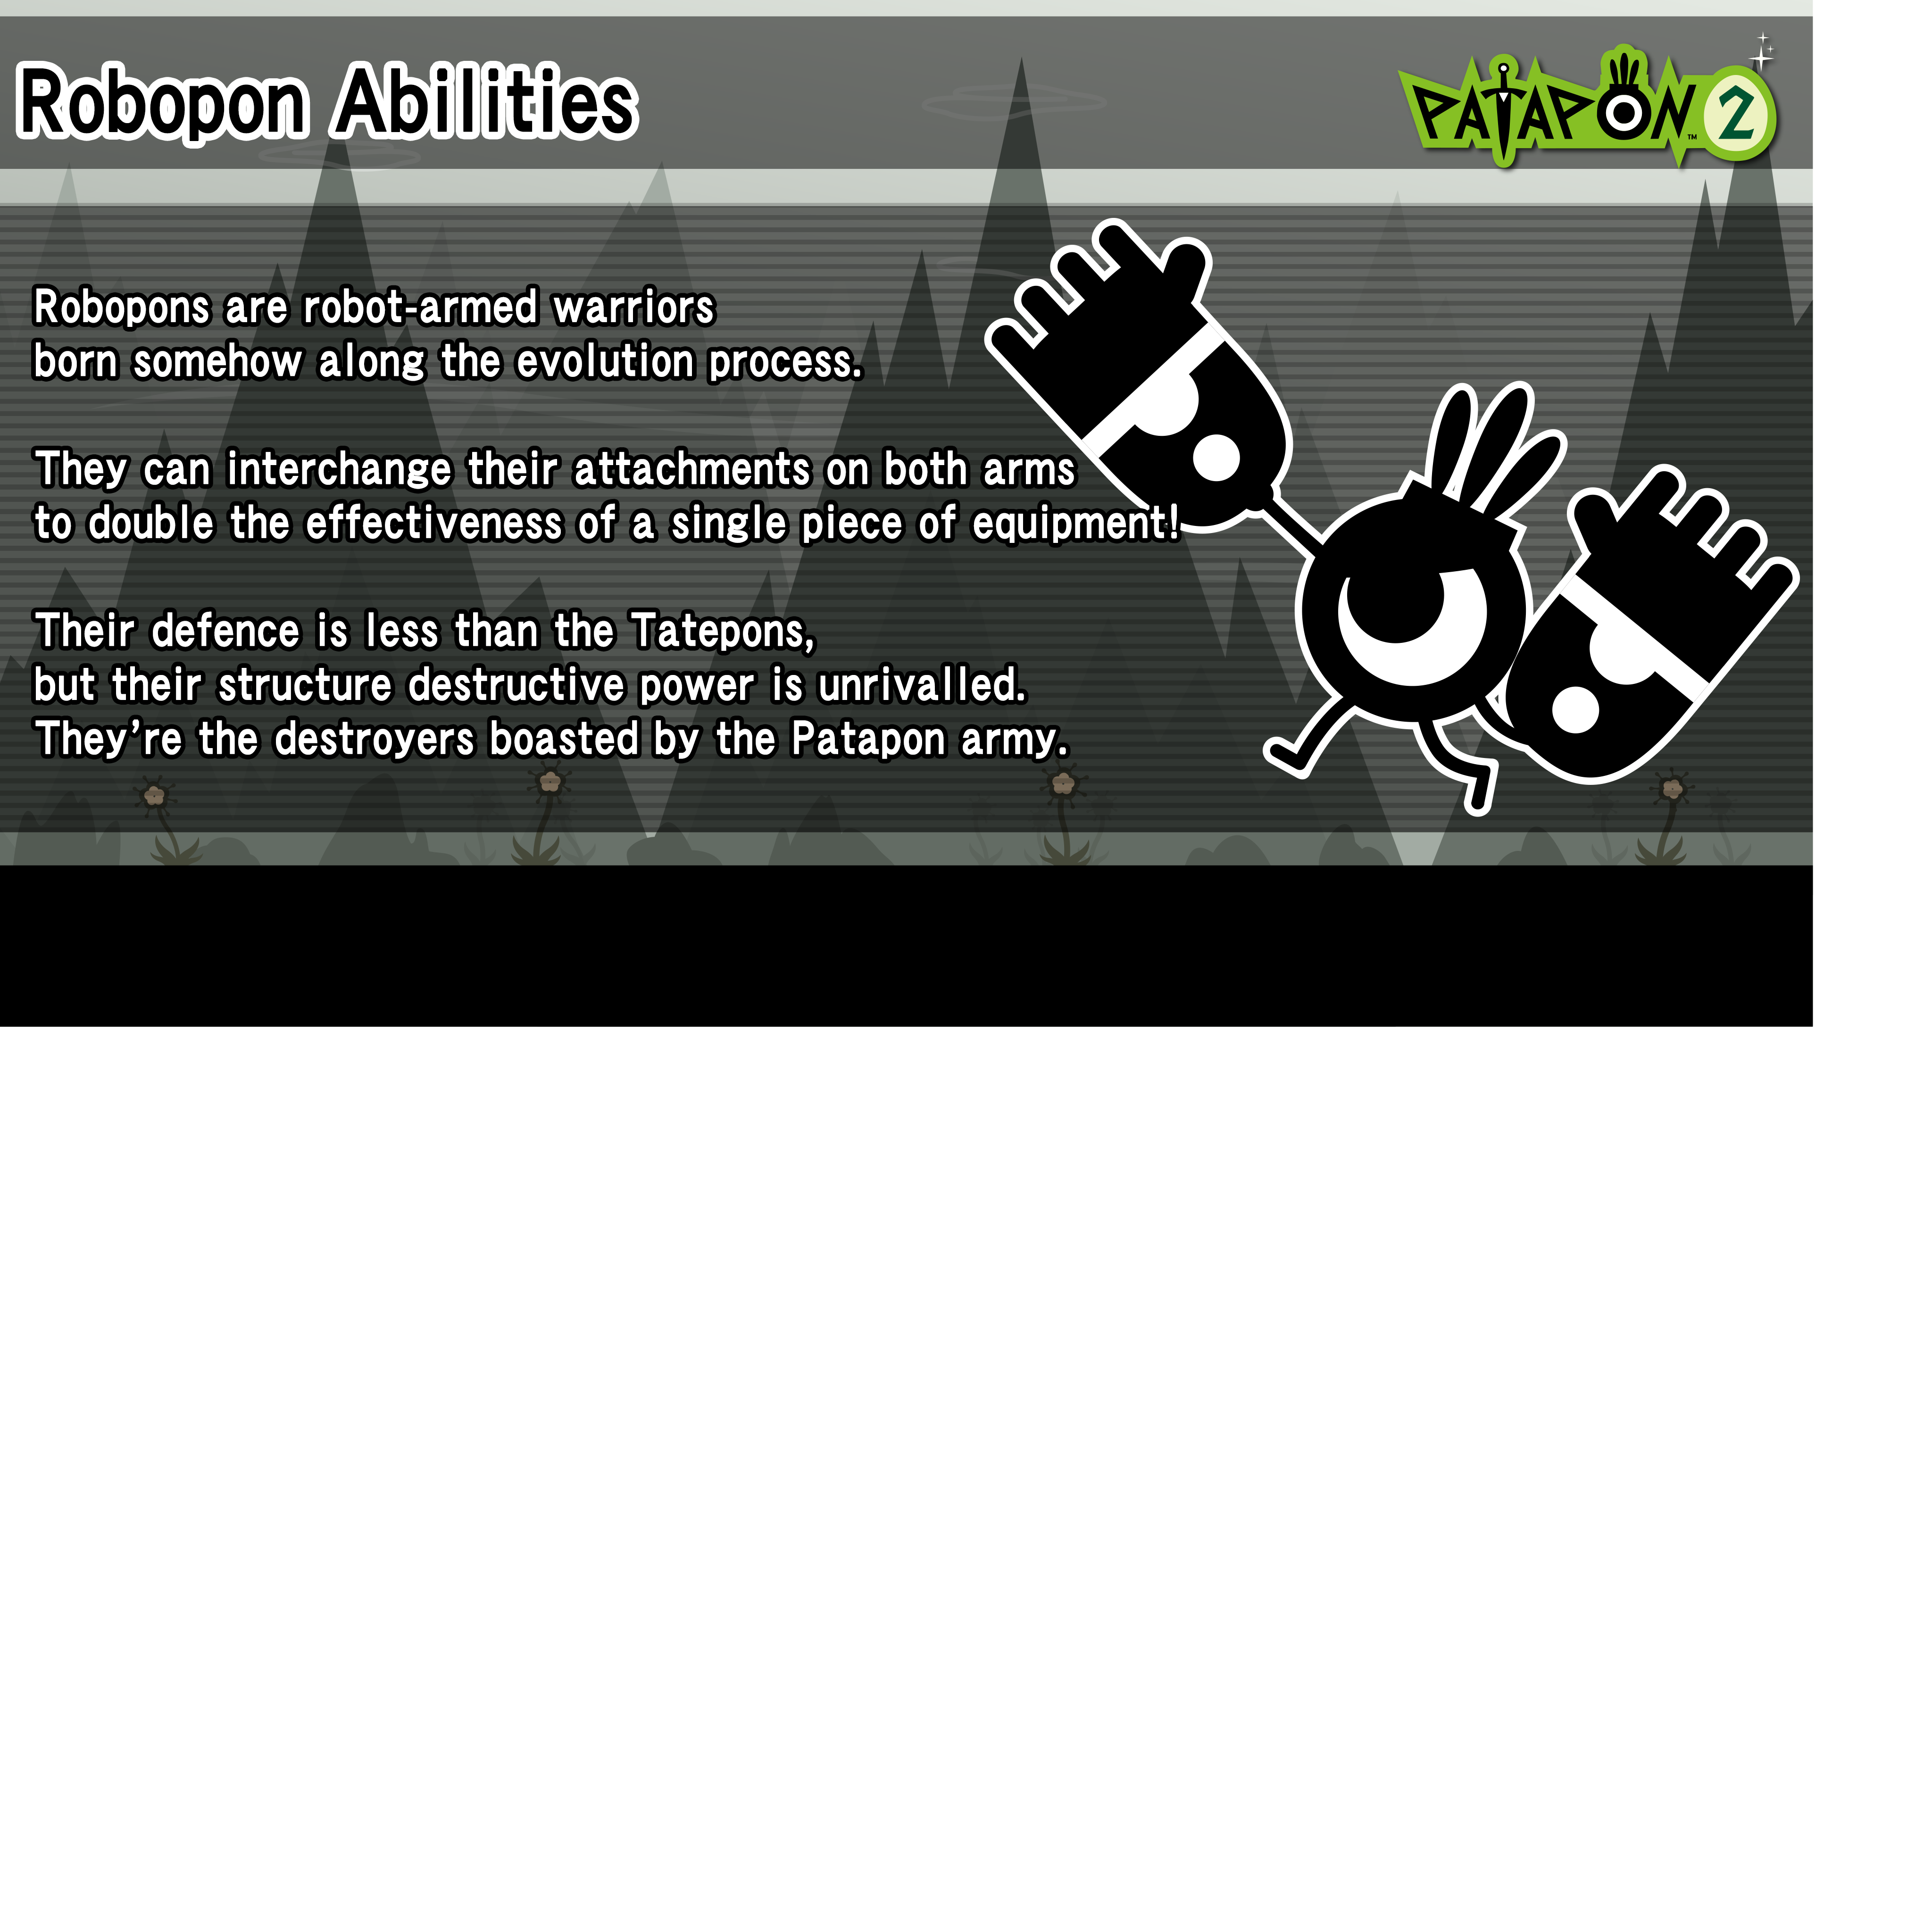 Robopon Abilities
PATAPON™ 2
Robopons are robot-armed warriors
born somehow along the evolution process.
They can interchange their attachments on both arms
to double the effectiveness of a single piece of equipment!
Their defence is less than the Tatepons,
but their structure destructive power is unrivalled.
They're the destroyers boasted by the Patapon army.